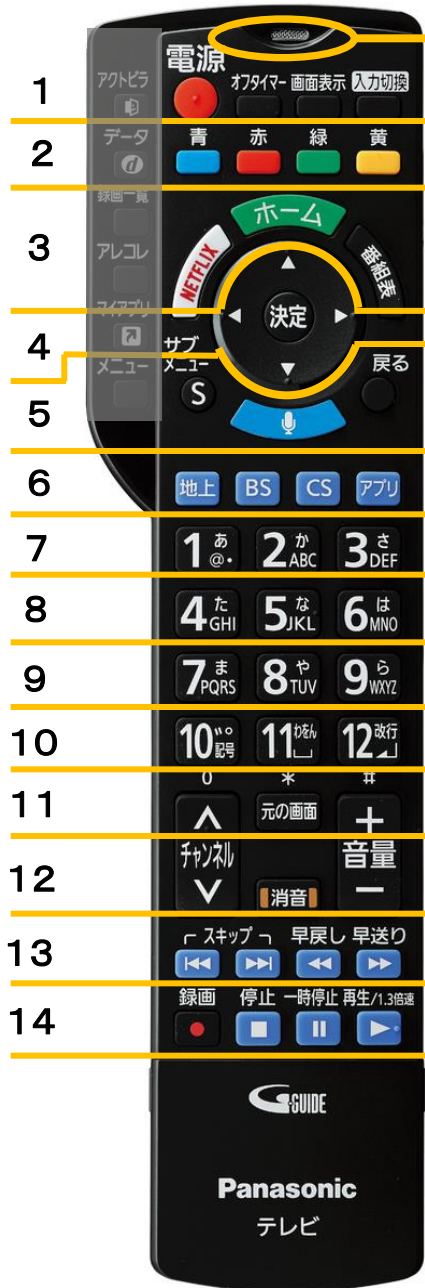 電源
アクトビラ
オフタイマー 画面表示 入力切換
1
データ
d
青 赤 緑 黄
2
録画一覧
ホーム
NETFLIX
番組表
3
アレコレ
マイアプリ
決定
4
サブ
メニュー
S
戻る
メニュー
5
6
地上 BS CS アプリ
7
1 あ @. 2 か ABC 3 さ DEF
8
4 た GHI 5 な JKL 6 は MNO
9
7 ま PQRS 8 や TUV 9 ら WXYZ
10
10 ゛゜ 記号 11 わをん 12 改行
0 * #
11
元の画面
+
チャンネル
音量
12
消音
−
13
スキップ 早戻し 早送り
14
録画 停止 一時停止 再生/1.3倍速
G-GUIDE
Panasonic
テレビ